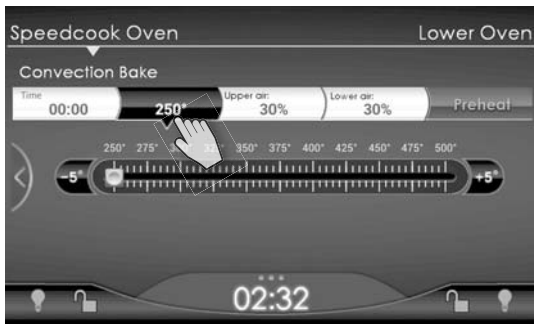 Speedcook Oven Lower Oven
Convection Bake
Time 00:00 250° Upper air: 30% Lower air: 30% Preheat
250° 275° 350° 375° 400° 425° 450° 475° 500°
-5° +5°
02:32